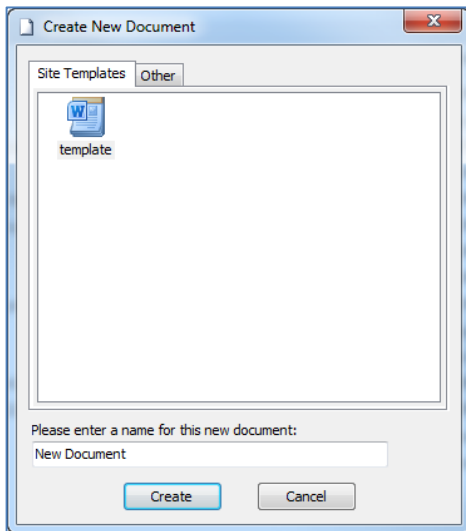 Create New Document
Site Templates Other
W
template
Please enter a name for this new document:
New Document
Create Cancel